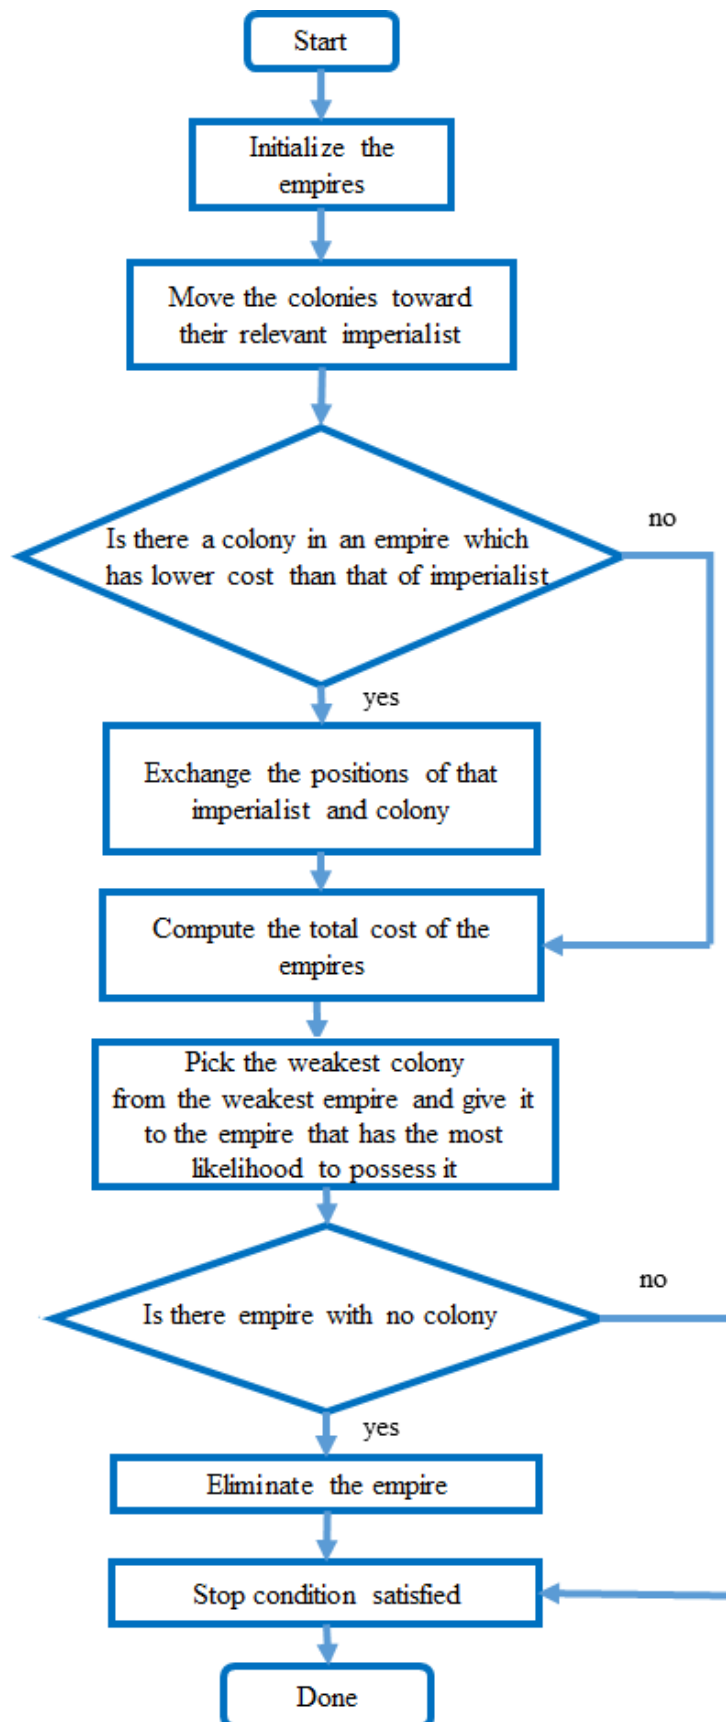 Start
Initialize the
empires
Move the colonies toward
their relevant imperialist
Is there a colony in an empire which
has lower cost than that of imperialist
no
yes
Exchange the positions of that
imperialist and colony
Compute the total cost of the
empires
Pick the weakest colony
from the weakest empire and give it
to the empire that has the most
likelihood to possess it
Is there empire with no colony
no
yes
Eliminate the empire
Stop condition satisfied
Done